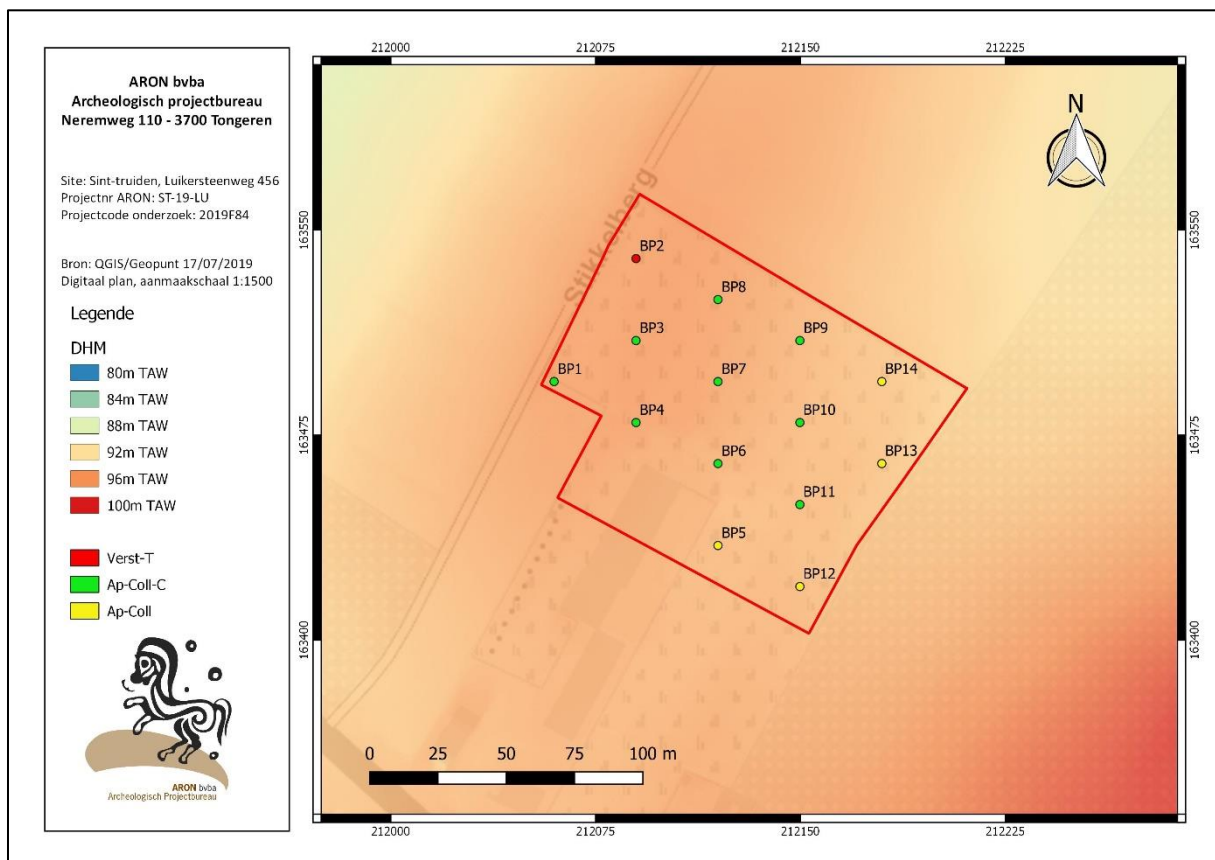 ARON bvba
Archeologisch projectbureau
Neremweg 110 - 3700 Tongeren
Site: Sint-truiden, Luikersteenweg 456
Projectnr ARON: ST-19-LU
Projectcode onderzoek: 2019F84
Bron: QGIS/Geopunt 17/07/2019
Digitaal plan, aanmaakschaal 1:1500
Legende
DHM
80m TAW
84m TAW
88m TAW
92m TAW
96m TAW
100m TAW
Verst-T
Ap-Coll-C
Ap-Coll
ARON bvba
Archeologisch Projectbureau
212000 212075 212150 212225
N
163550 163550
Stikkelberg
BP2
BP8
BP3 BP9
BP1 BP7 BP14
BP4 BP10
163475 163475
BP6 BP13
BP11
BP5
BP12
163400 163400
0 25 50 75 100 m
212000 212075 212150 212225